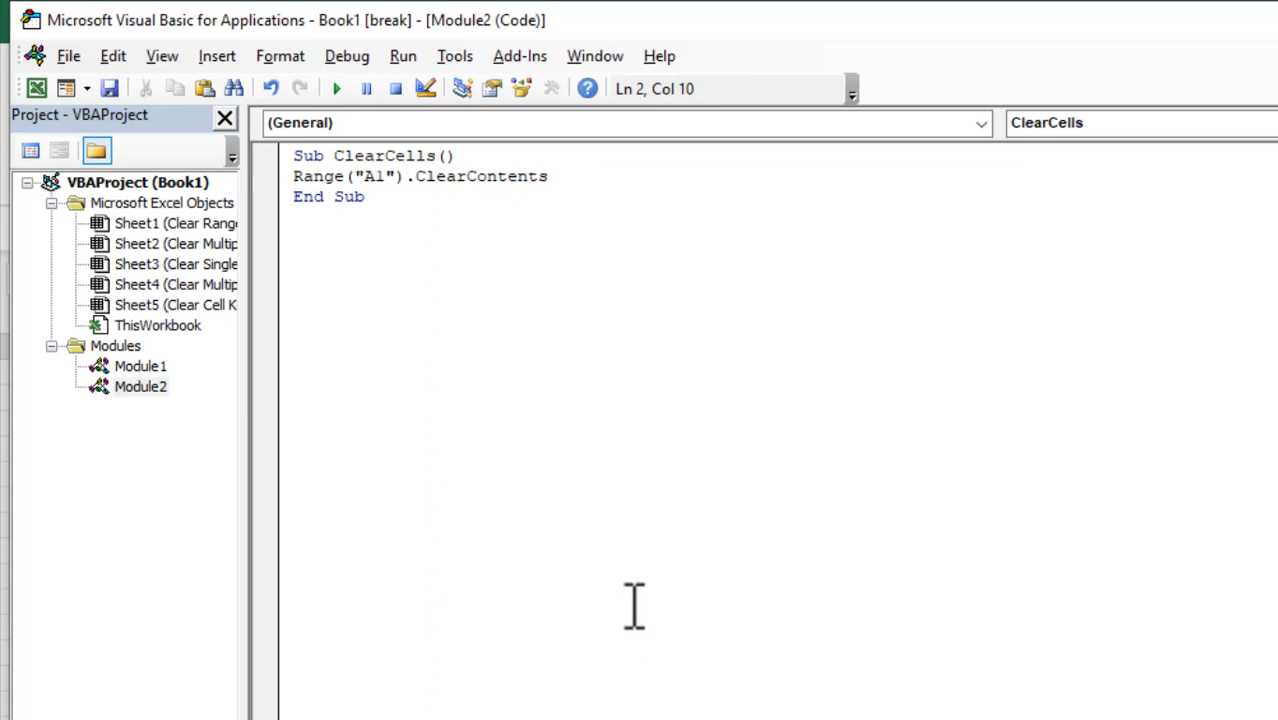 Microsoft Visual Basic for Applications - Book1 [break] - [Module2 (Code)]
File Edit View Insert Format Debug Run Tools Add-Ins Window Help
Ln 2, Col 10
Project - VBAProject
(General)
ClearCells
VBAProject (Book1)
Microsoft Excel Objects
Sheet1 (Clear Rang
Sheet2 (Clear Multip
Sheet3 (Clear Single
Sheet4 (Clear Multip
Sheet5 (Clear Cell K
ThisWorkbook
Modules
Module1
Module2
Sub ClearCells()
Range("A1").ClearContents
End Sub